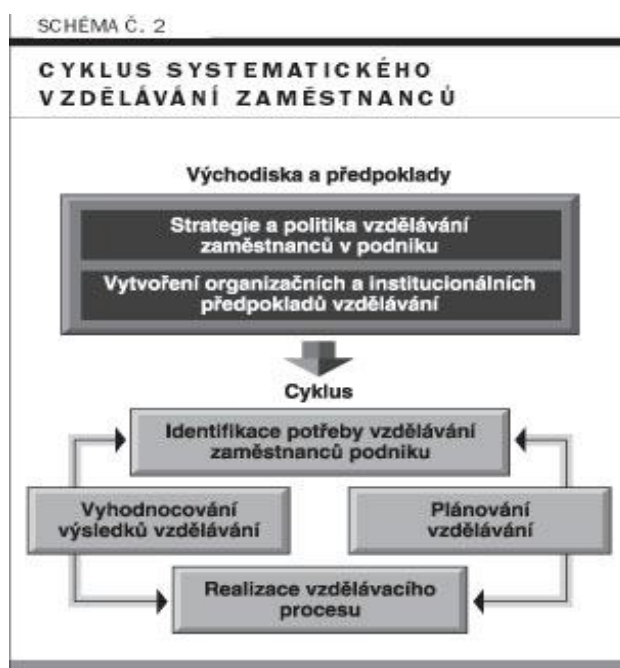 SCHÉMA Č. 2
CYKLUS SYSTEMATICKÉHO
VZDĚLÁVÁNÍ ZAMĚSTNANCŮ
Východiska a předpoklady
Strategie a politika vzdělávání
zaměstnanců v podniku
Vytvoření organizačních a institucionálních
předpokladů vzdělávání
Cyklus
Identifikace potřeby vzdělávání
zaměstnanců podniku
Vyhodnocování
výsledků vzdělávání
Plánování
vzdělávání
Realizace vzdělávacího
procesu